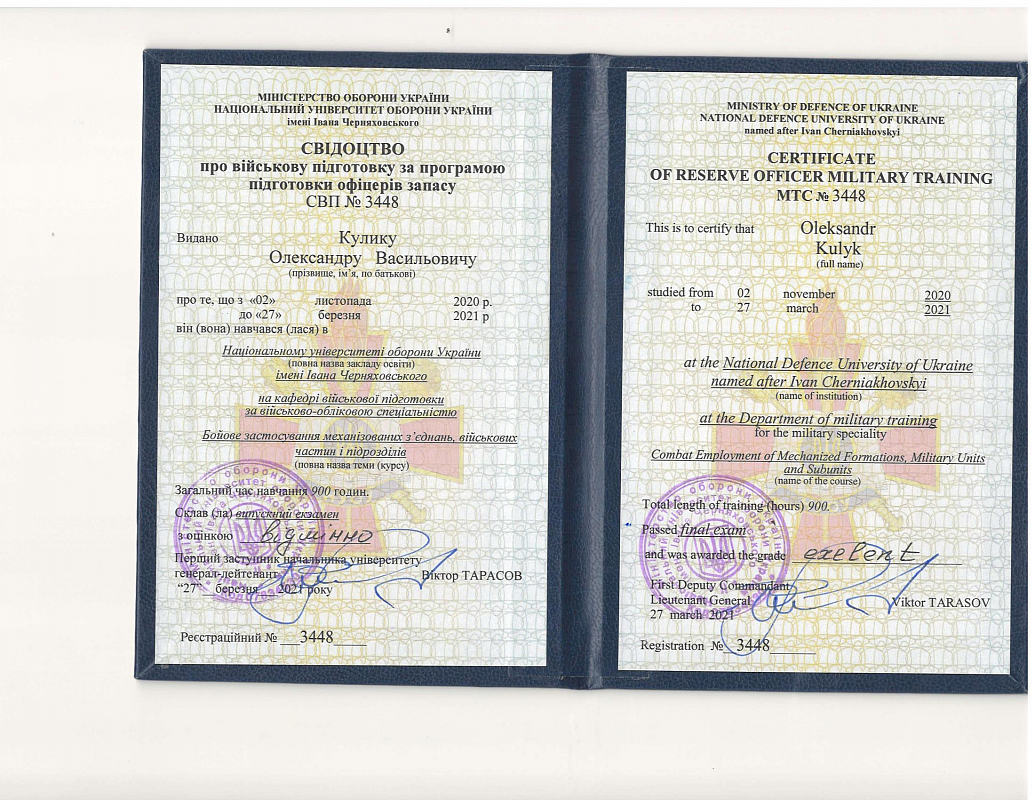 МІНІСТЕРСТВО ОБОРОНИ УКРАЇНИ
НАЦІОНАЛЬНИЙ УНІВЕРСИТЕТ ОБОРОНИ УКРАЇНИ
імені Івана Черняховського
СВІДОЦТВО
про військову підготовку за програмою
підготовки офіцерів запасу
СВП № 3448
Видано Кулику
Олександру Васильовичу
(прізвище, ім’я, по батькові)
про те, що з «02» листопада 2020 р.
до «27» березня 2021 р
він (вона) навчався (лася) в
Національному університеті оборони України
(повна назва закладу освіти)
імені Івана Черняховського
на кафедрі військової підготовки
за військово-обліковою спеціальністю
Бойове застосування механізованих з’єднань, військових
частин і підрозділів
(повна назва теми (курсу)
Загальний час навчання 900 годин.
Склав (ла) випускний екзамен
з оцінкою відмінно
Перший заступник начальника університету
генерал-лейтенант Віктор ТАРАСОВ
“27” березня 2021 року
Реєстраційний № ___3448_____
MINISTRY OF DEFENCE OF UKRAINE
NATIONAL DEFENCE UNIVERSITY OF UKRAINE
named after Ivan Cherniakhovskyi
CERTIFICATE
OF RESERVE OFFICER MILITARY TRAINING
МТС № 3448
This is to certify that Oleksandr
Kulyk
(full name)
studied from 02 november 2020
to 27 march 2021
at the National Defence University of Ukraine
named after Ivan Cherniakhovskyi
(name of institution)
at the Department of military training
for the military speciality
Combat Employment of Mechanized Formations, Military Units
and Subunits
(name of the course)
Total length of training (hours) 900.
Passed final exam
and was awarded the grade exelent
First Deputy Commandant
Lieutenant General Viktor TARASOV
27 march 2021
Registration №__3448_______